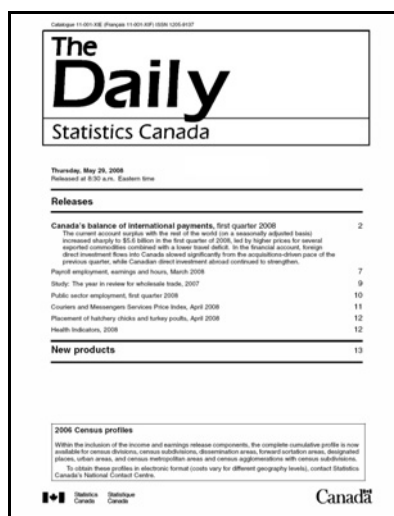 Catalogue 11-001-XIE (Français 11-001-XIF) ISSN 1205-9137
The
Daily
Statistics Canada
Thursday, May 29, 2008
Released at 8:30 a.m. Eastern time
Releases
Canada's balance of international payments, first quarter 2008 2
The current account surplus with the rest of the world (on a seasonally adjusted basis)
increased sharply to $5.6 billion in the first quarter of 2008, led by higher prices for several
exported commodities combined with a lower travel deficit. In the financial account, foreign
direct investment flows into Canada slowed significantly from the acquisitions-driven pace of the
previous quarter, while Canadian direct investment abroad continued to strengthen.
Payroll employment, earnings and hours, March 2008 7
Study: The year in review for wholesale trade, 2007 9
Public sector employment, first quarter 2008 10
Couriers and Messengers Services Price Index, April 2008 11
Placement of hatchery chicks and turkey poults, April 2008 12
Health Indicators, 2008 12
New products 13
2006 Census profiles
Within the inclusion of the income and earnings release components, the complete cumulative profile is now
available for census divisions, census subdivisions, dissemination areas, forward sortation areas, designated
places, urban areas, and census metropolitan areas and census agglomerations with census subdivisions.
To obtain these profiles in electronic format (costs vary for different geography levels), contact Statistics
Canada's National Contact Centre.
Statistics Statistique
Canada Canada
Canada